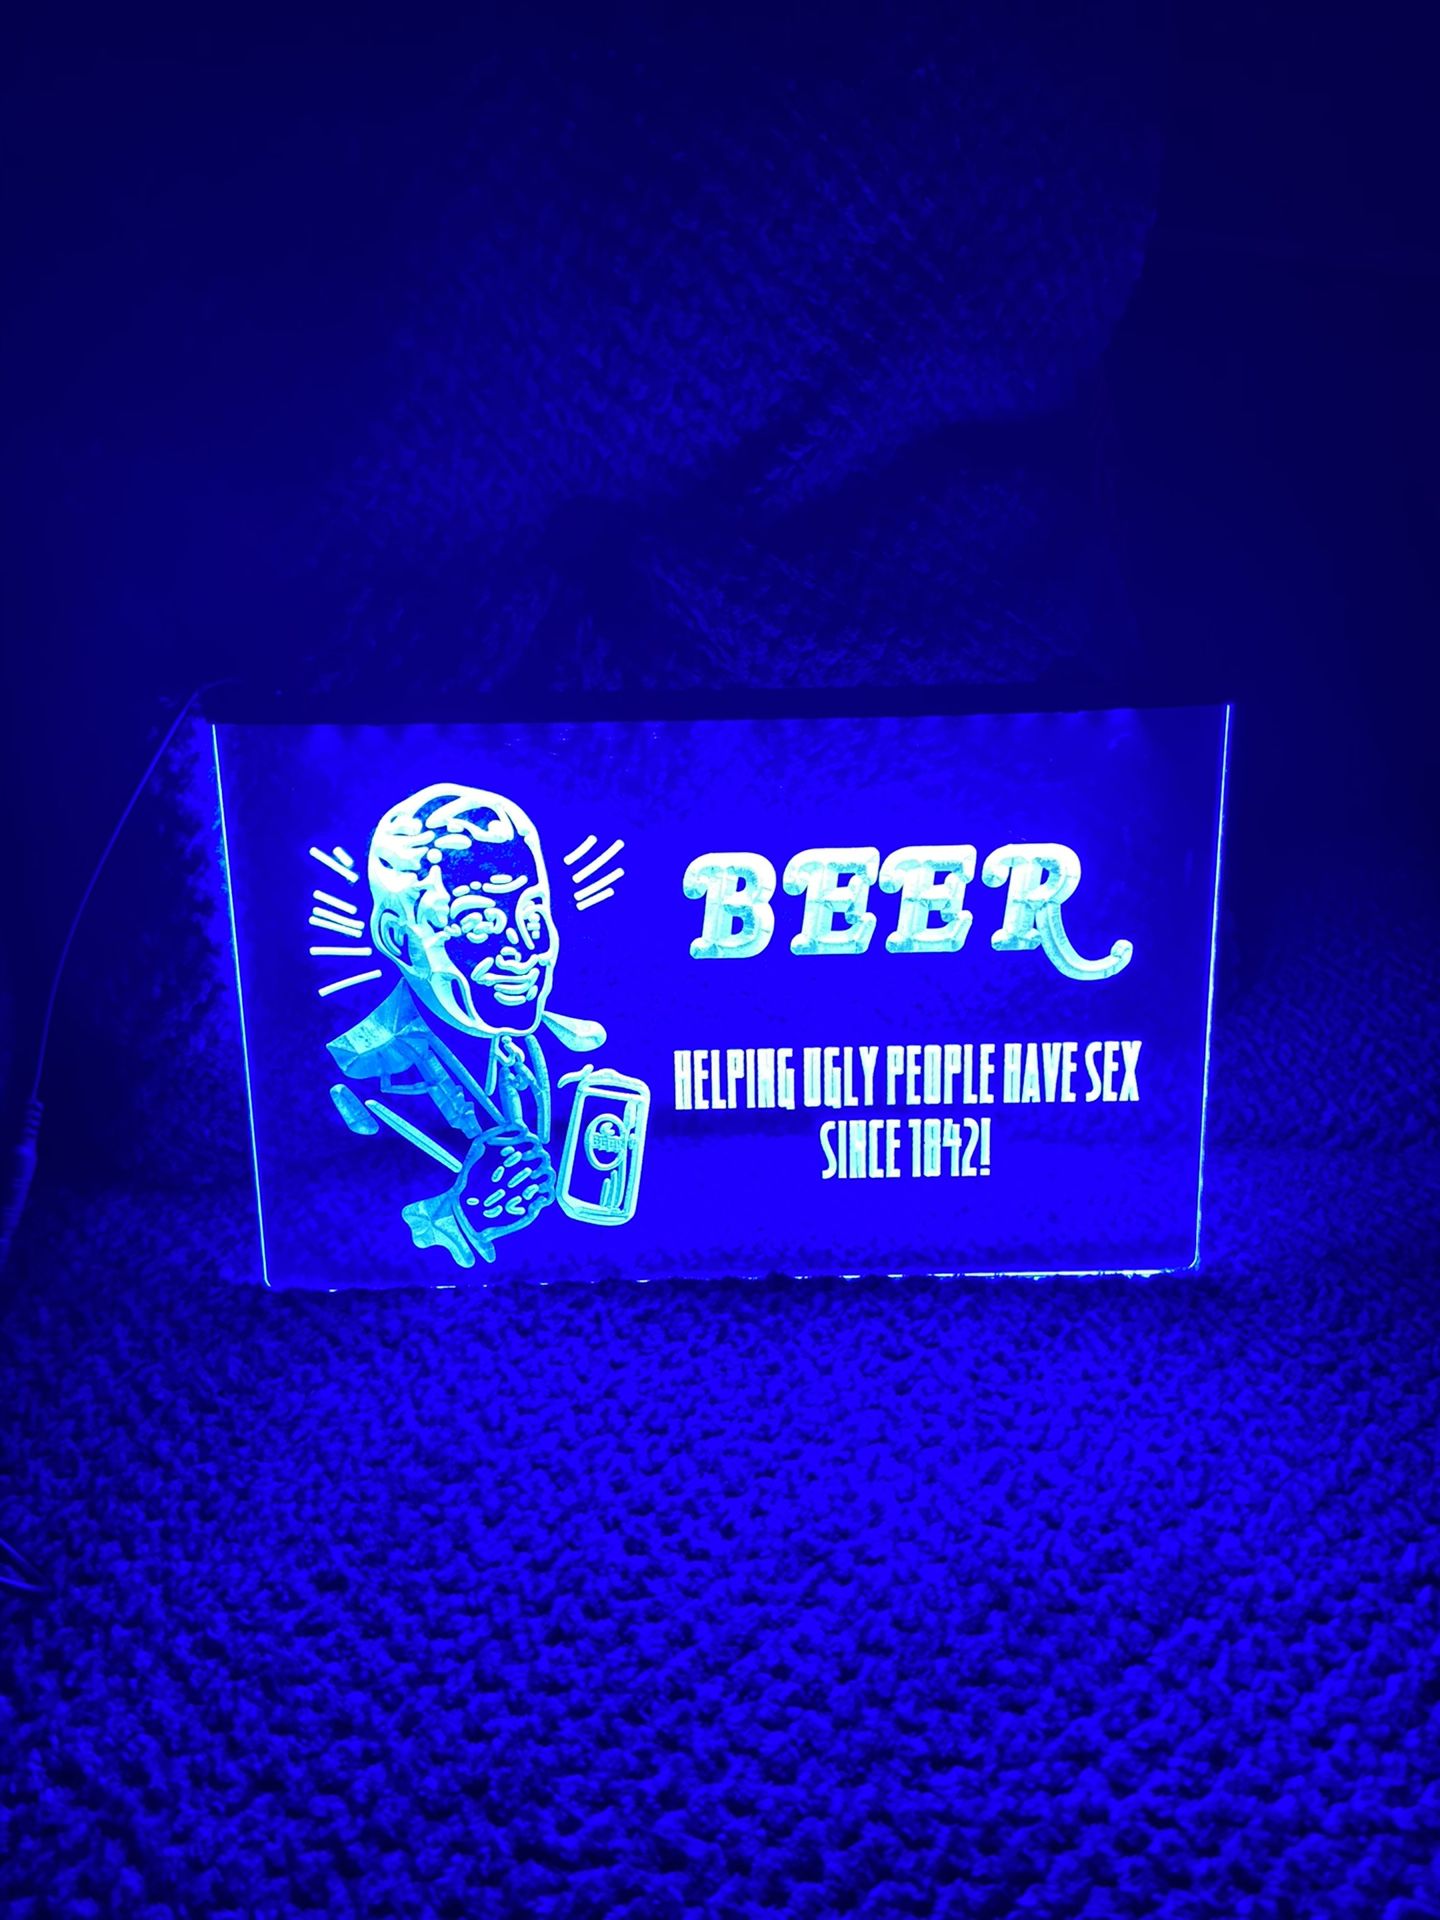 BEER
HELPING UGLY PEOPLE HAVE SEX
SINCE 1842!